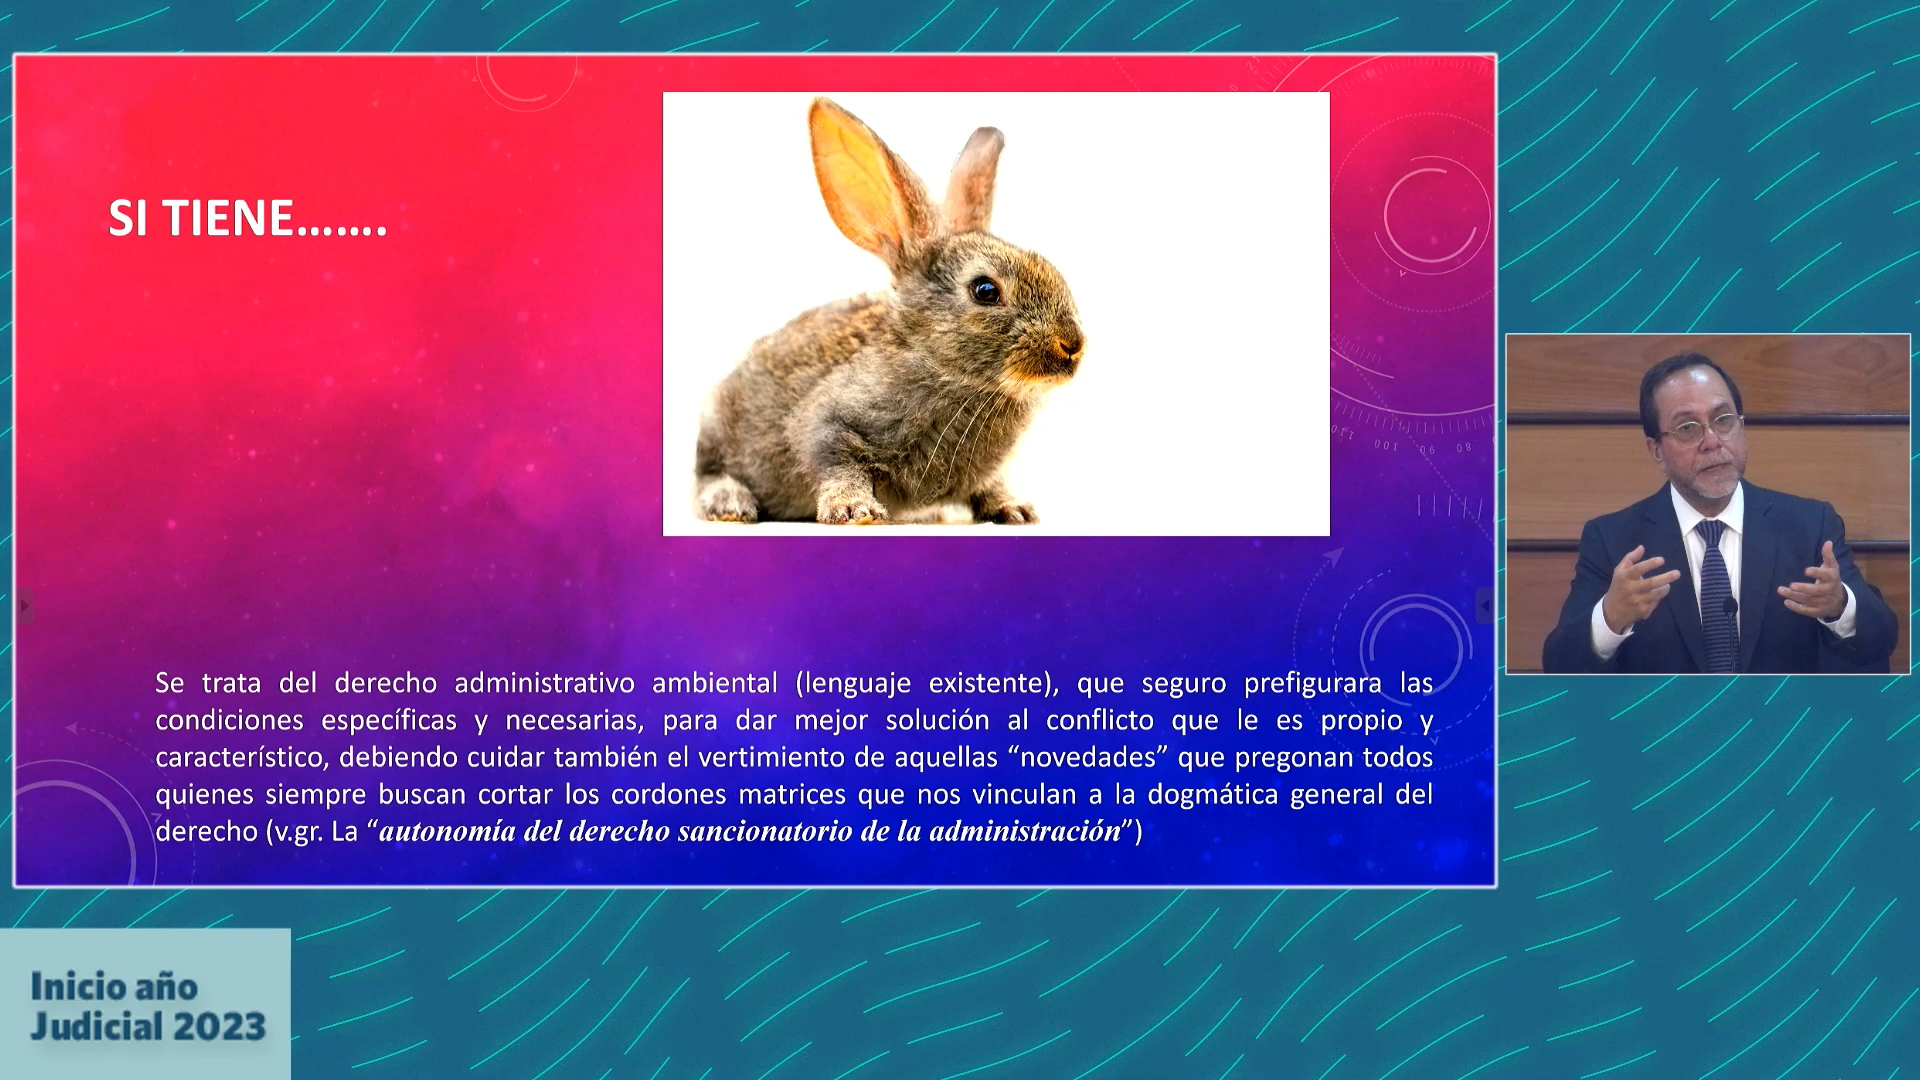 SI TIENE.......
Se trata del derecho administrativo ambiental (lenguaje existente), que seguro prefigurara las
condiciones específicas y necesarias, para dar mejor solución al conflicto que le es propio y
característico, debiendo cuidar también el vertimiento de aquellas “novedades” que pregonan todos
quienes siempre buscan cortar los cordones matrices que nos vinculan a la dogmática general del
derecho (v.gr. La “autonomía del derecho sancionatorio de la administración”)
Inicio año
Judicial 2023